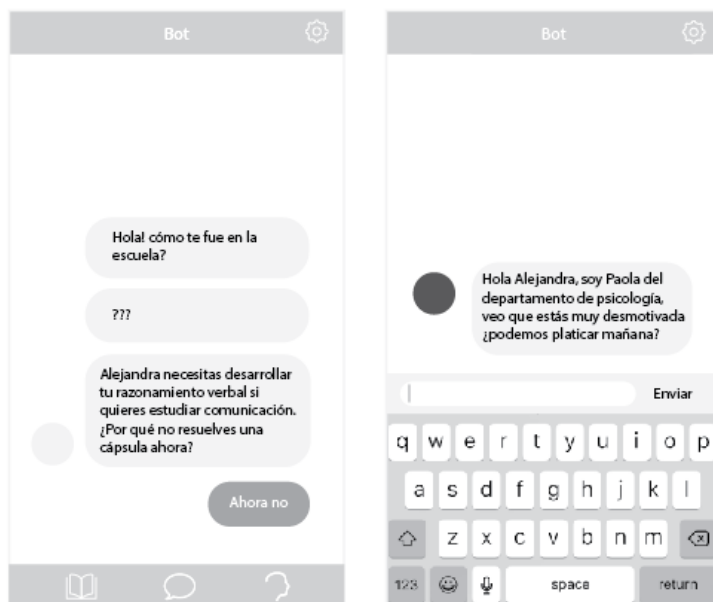 Bot
Hola! cómo te fue en la
escuela?
???
Alejandra necesitas desarrollar
tu razonamiento verbal si
quieres estudiar comunicación.
¿Por qué no resuelves una
cápsula ahora?
Ahora no
Bot
Hola Alejandra, soy Paola del
departamento de psicología,
veo que estás muy desmotivada
¿podemos platicar mañana?
Enviar
q w e r t y u i o p
a s d f g h j k l
z x c v b n m
123 space return